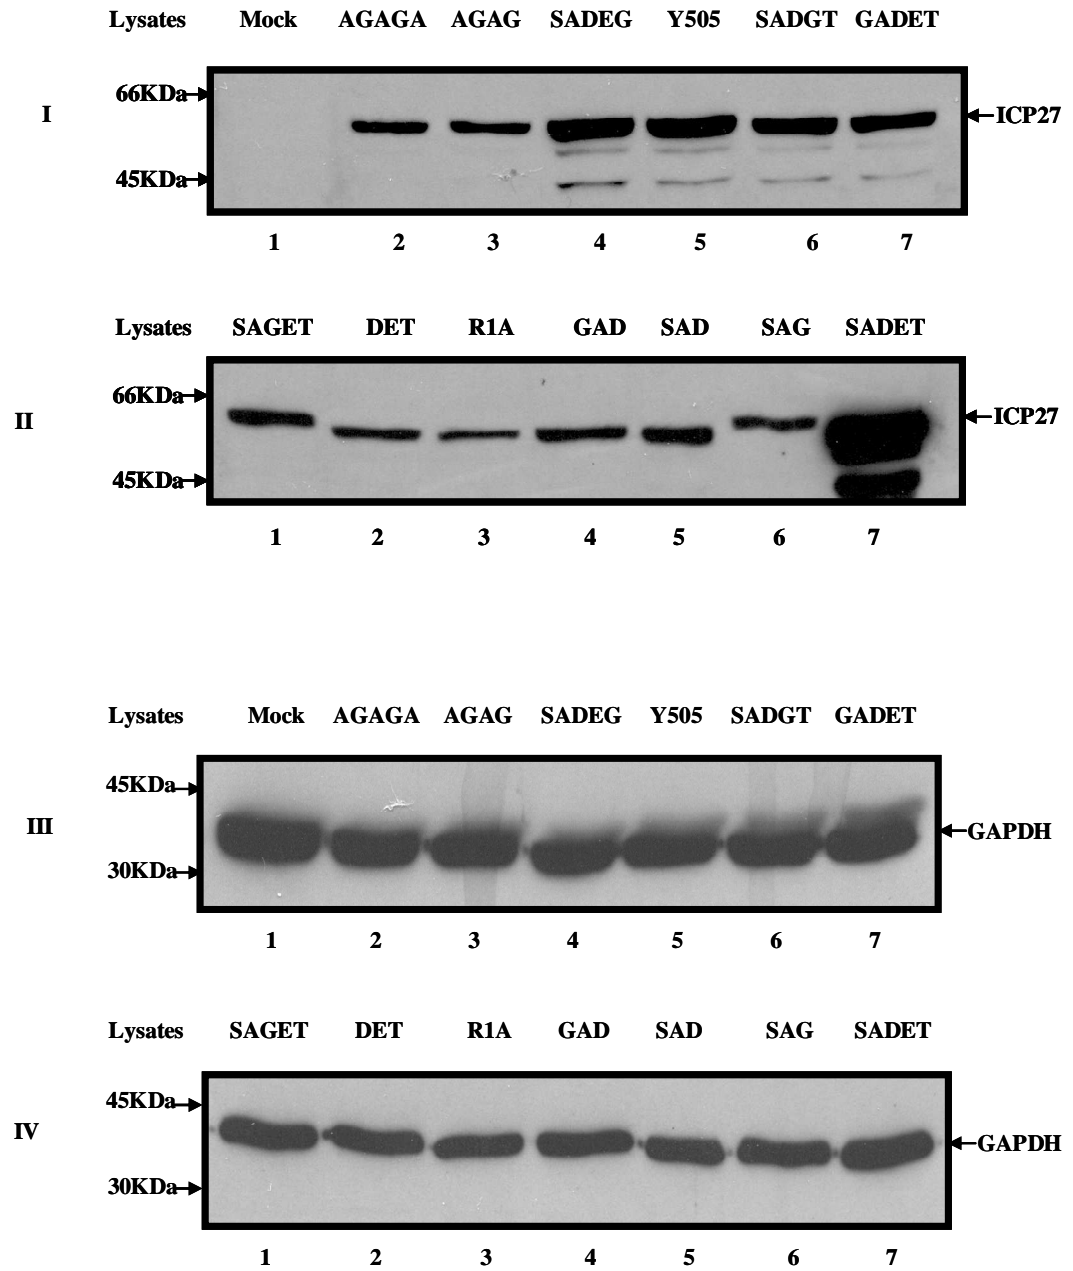 Lysates Mock AGAGA AGAG SADEG Y505 SADGT GADET
66KDa
I
ICP27
45KDa
1 2 3 4 5 6 7
Lysates SAGET DET R1A GAD SAD SAG SADET
66KDa
II
ICP27
45KDa
1 2 3 4 5 6 7
Lysates Mock AGAGA AGAG SADEG Y505 SADGT GADET
45KDa
III
GAPDH
30KDa
1 2 3 4 5 6 7
Lysates SAGET DET R1A GAD SAD SAG SADET
45KDa
IV
GAPDH
30KDa
1 2 3 4 5 6 7